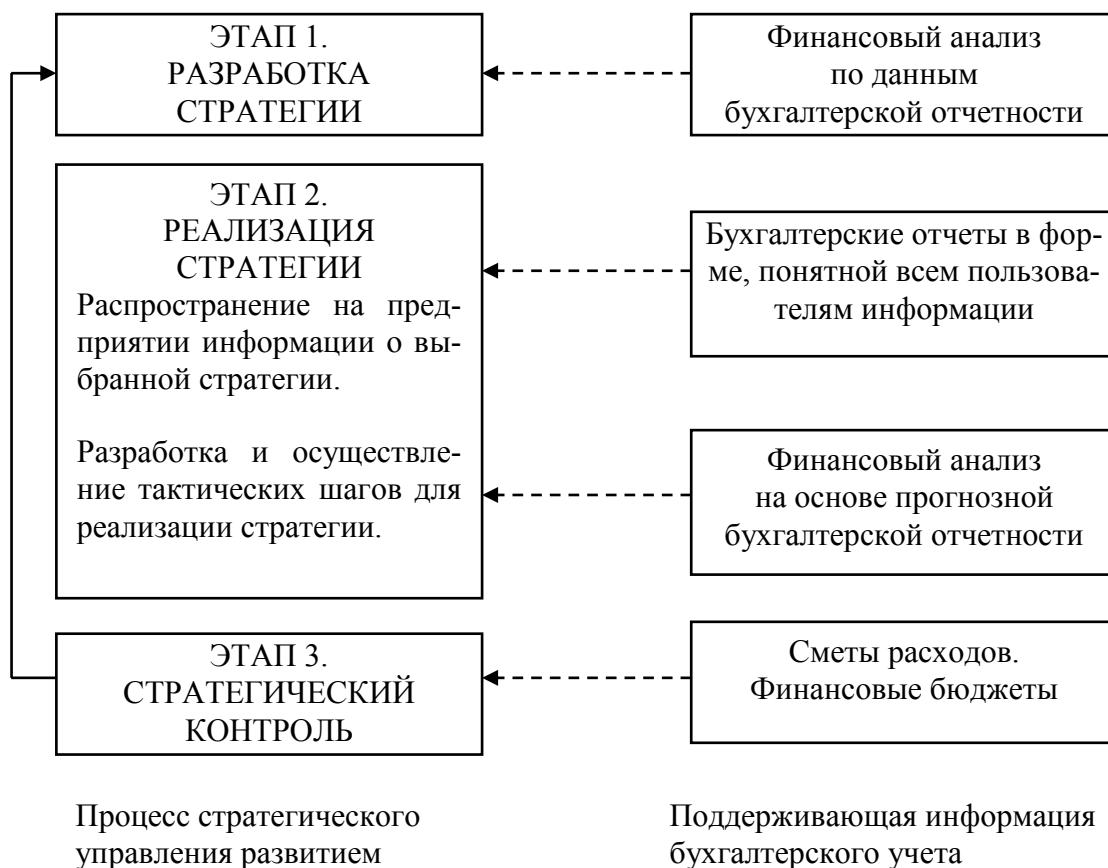 ЭТАП 1.
РАЗРАБОТКА
СТРАТЕГИИ
Финансовый анализ
по данным
бухгалтерской отчетности
ЭТАП 2.
РЕАЛИЗАЦИЯ
СТРАТЕГИИ
Распространение на пред-
приятии информации о вы-
бранной стратегии.
Разработка и осуществле-
ние тактических шагов для
реализации стратегии.
Бухгалтерские отчеты в фор-
ме, понятной всем пользова-
телям информации
Финансовый анализ
на основе прогнозной
бухгалтерской отчетности
ЭТАП 3.
СТРАТЕГИЧЕСКИЙ
КОНТРОЛЬ
Сметы расходов.
Финансовые бюджеты
Процесс стратегического
управления развитием
Поддерживающая информация
бухгалтерского учета